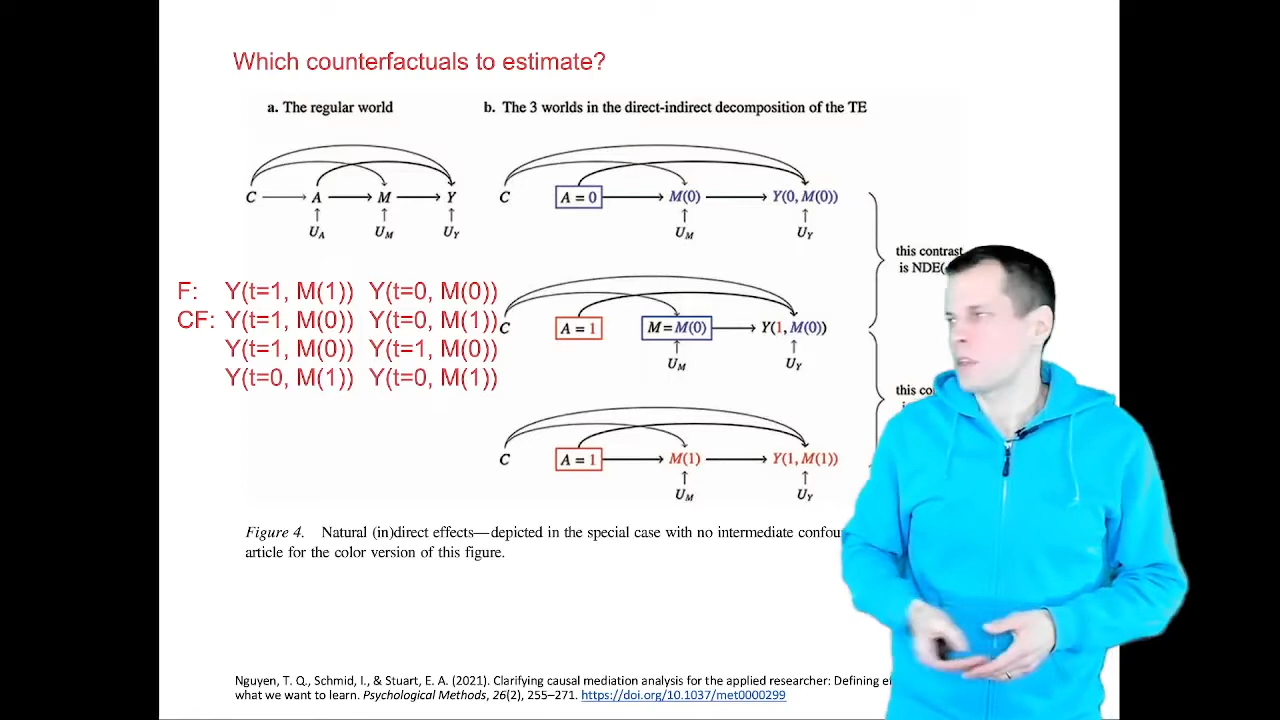 Which counterfactuals to estimate?
a. The regular world
b. The 3 worlds in the direct-indirect decomposition of the TE
C A M Y
U_A U_M U_Y
C A = 0 M(0) Y(0, M(0))
U_M U_Y
this contrast
is NDE(
F: Y(t=1, M(1)) Y(t=0, M(0))
CF: Y(t=1, M(0)) Y(t=0, M(1))
Y(t=1, M(0)) Y(t=1, M(0))
Y(t=0, M(1)) Y(t=0, M(1))
C A = 1 M = M(0) Y(1, M(0))
U_M U_Y
this
C A = 1 M(1) Y(1, M(1))
U_M U_Y
Figure 4. Natural (in)direct effects—depicted in the special case with no intermediate
article for the color version of this figure.
Nguyen, T. Q., Schmid, I., & Stuart, E. A. (2021). Clarifying causal mediation analysis for the applied researcher: Defining
what we want to learn. Psychological Methods, 26(2), 255–271. https://doi.org/10.1037/met0000299